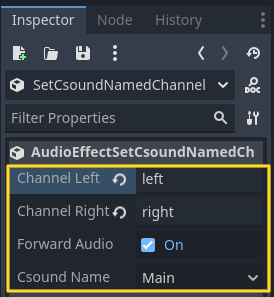 Inspector Node History
SetCsoundNamedChannel
DOC
Filter Properties
AudioEffectSetCsoundNamedCh
Channel Left left
Channel Right right
Forward Audio On
Csound Name Main